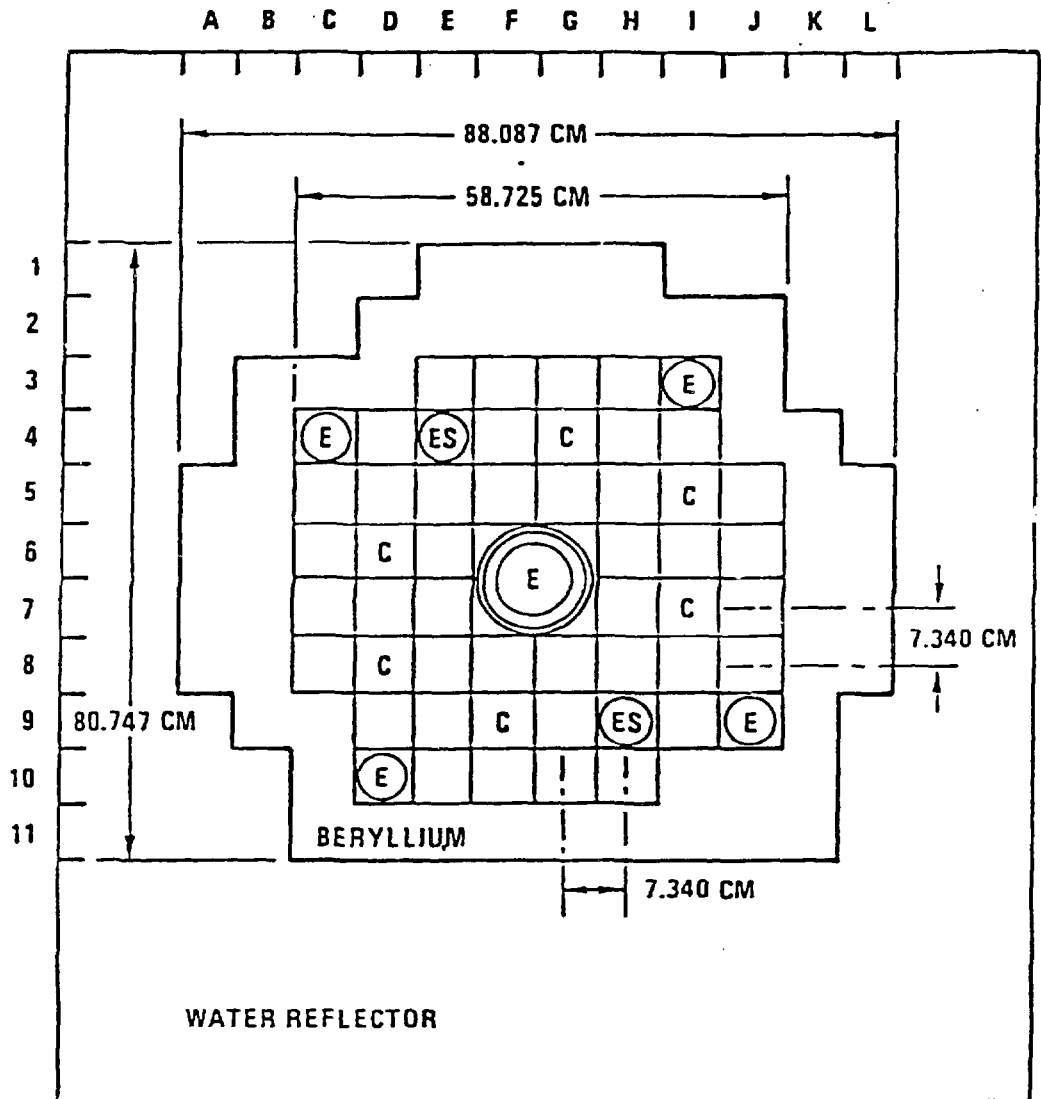 A B C D E F G H I J K L
88.087 CM
58.725 CM
1
2
3 E
4 E ES C
5 C
6 C E
7 C
7.340 CM
8 C
9 80.747 CM C ES E
10 E
11 BERYLLIUM
7.340 CM
WATER REFLECTOR